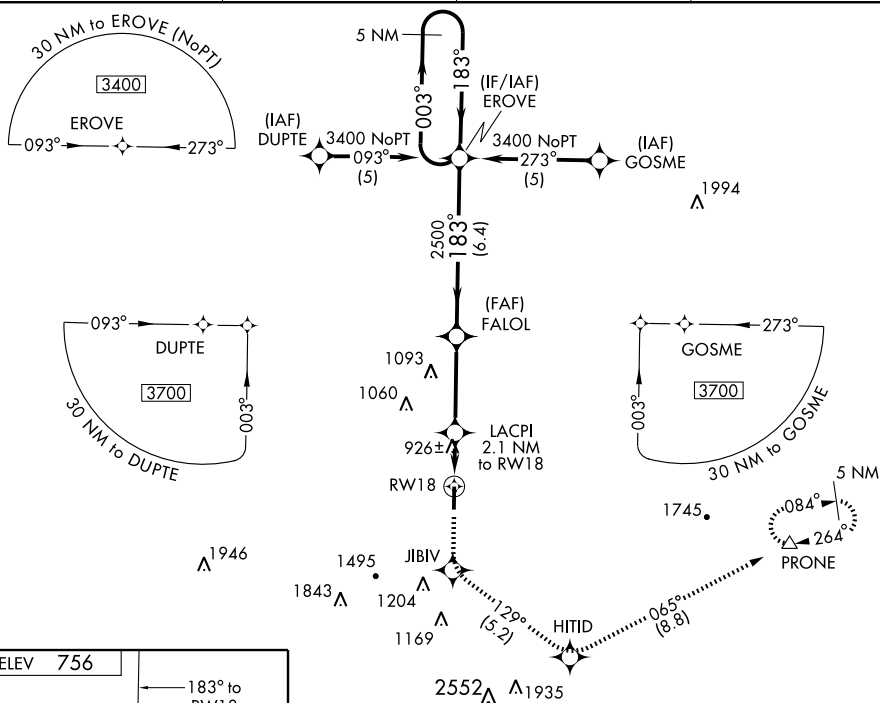 30 NM to EROVE (NoPT)
3400
EROVE
093°
273°
5 NM
003°
183°
(IF/IAF)
EROVE
(IAF)
DUPTE
3400 NoPT
093°
(5)
3400 NoPT
273°
(5)
(IAF)
GOSME
1994
2500
183°
(6.4)
(FAF)
FALOL
093°
DUPTE
3700
003°
30 NM to DUPTE
273°
GOSME
3700
003°
30 NM to GOSME
1093
1060
926±
LACPI
2.1 NM
to RW18
RW18
5 NM
084°
264°
PRONE
1745
1946
1495
1843
JIBIV
1204
1169
129°
(5.2)
HITID
065°
(8.8)
2552
1935
ELEV 756
183° to